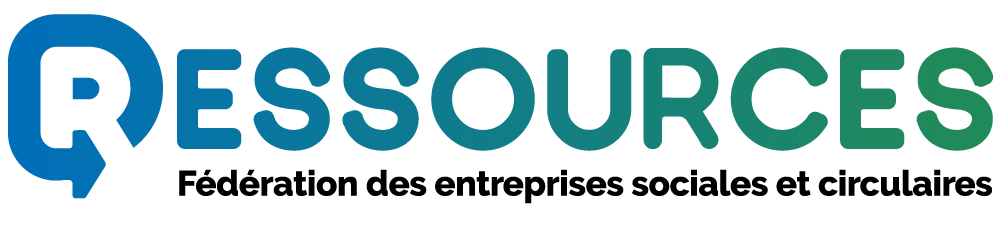 RESSOURCES
Fédération des entreprises sociales et circulaires